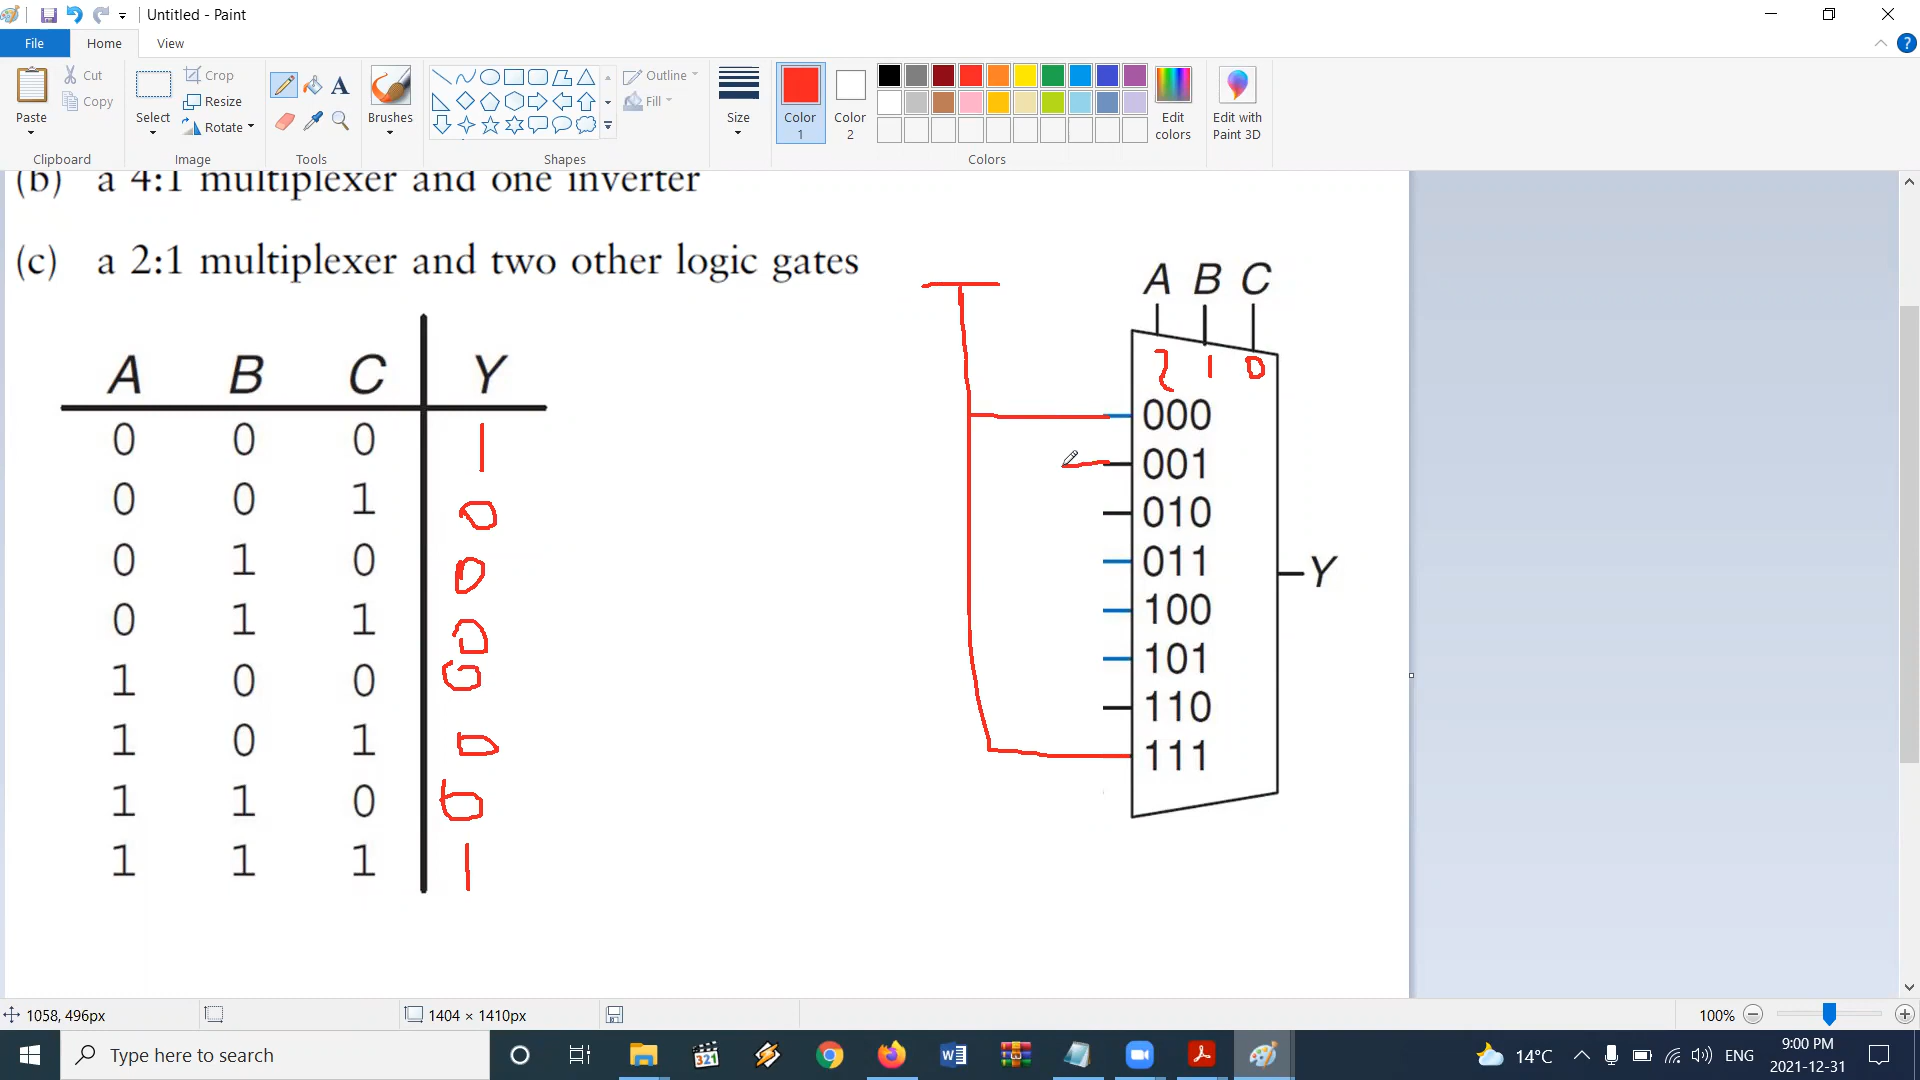 Untitled - Paint
File Home View
Paste Cut Copy Clipboard
Select Crop Resize Rotate Image
Tools
Brushes
Outline Fill Shapes
Size
Color 1 Color 2 Edit colors Edit with Paint 3D Colors
(b) a 4:1 multiplexer and one inverter
(c) a 2:1 multiplexer and two other logic gates
A B C Y
0 0 0 1
0 0 1 0
0 1 0 0
0 1 1 0
1 0 0 0
1 0 1 0
1 1 0 0
1 1 1 1
A B C
2 1 0
000
001
010
011
100
101
110
111
Y
1058, 496px 1404 × 1410px 100%
Type here to search 321 14°C ENG 9:00 PM
2021-12-31